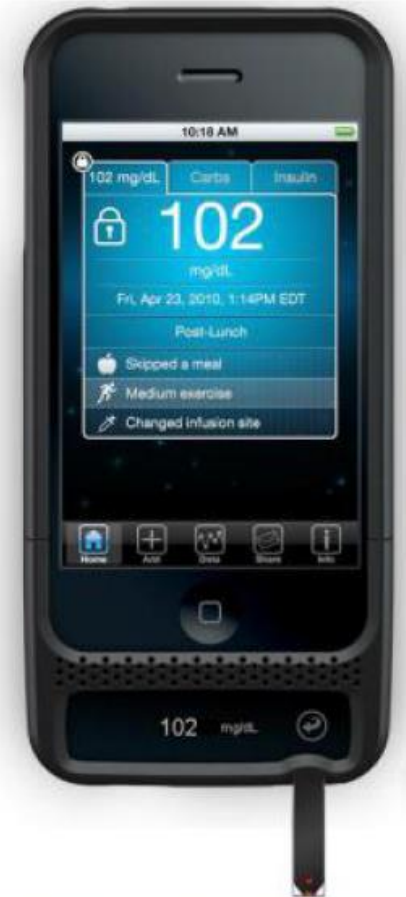 10:18 AM
102 mg/dL Carbs Insulin
102
mg/dL
Fri, Apr 23, 2010, 1:14PM EDT
Post-Lunch
Skipped a meal
Medium exercise
Changed infusion site
Home Add Data Share Info
102 mg/dL